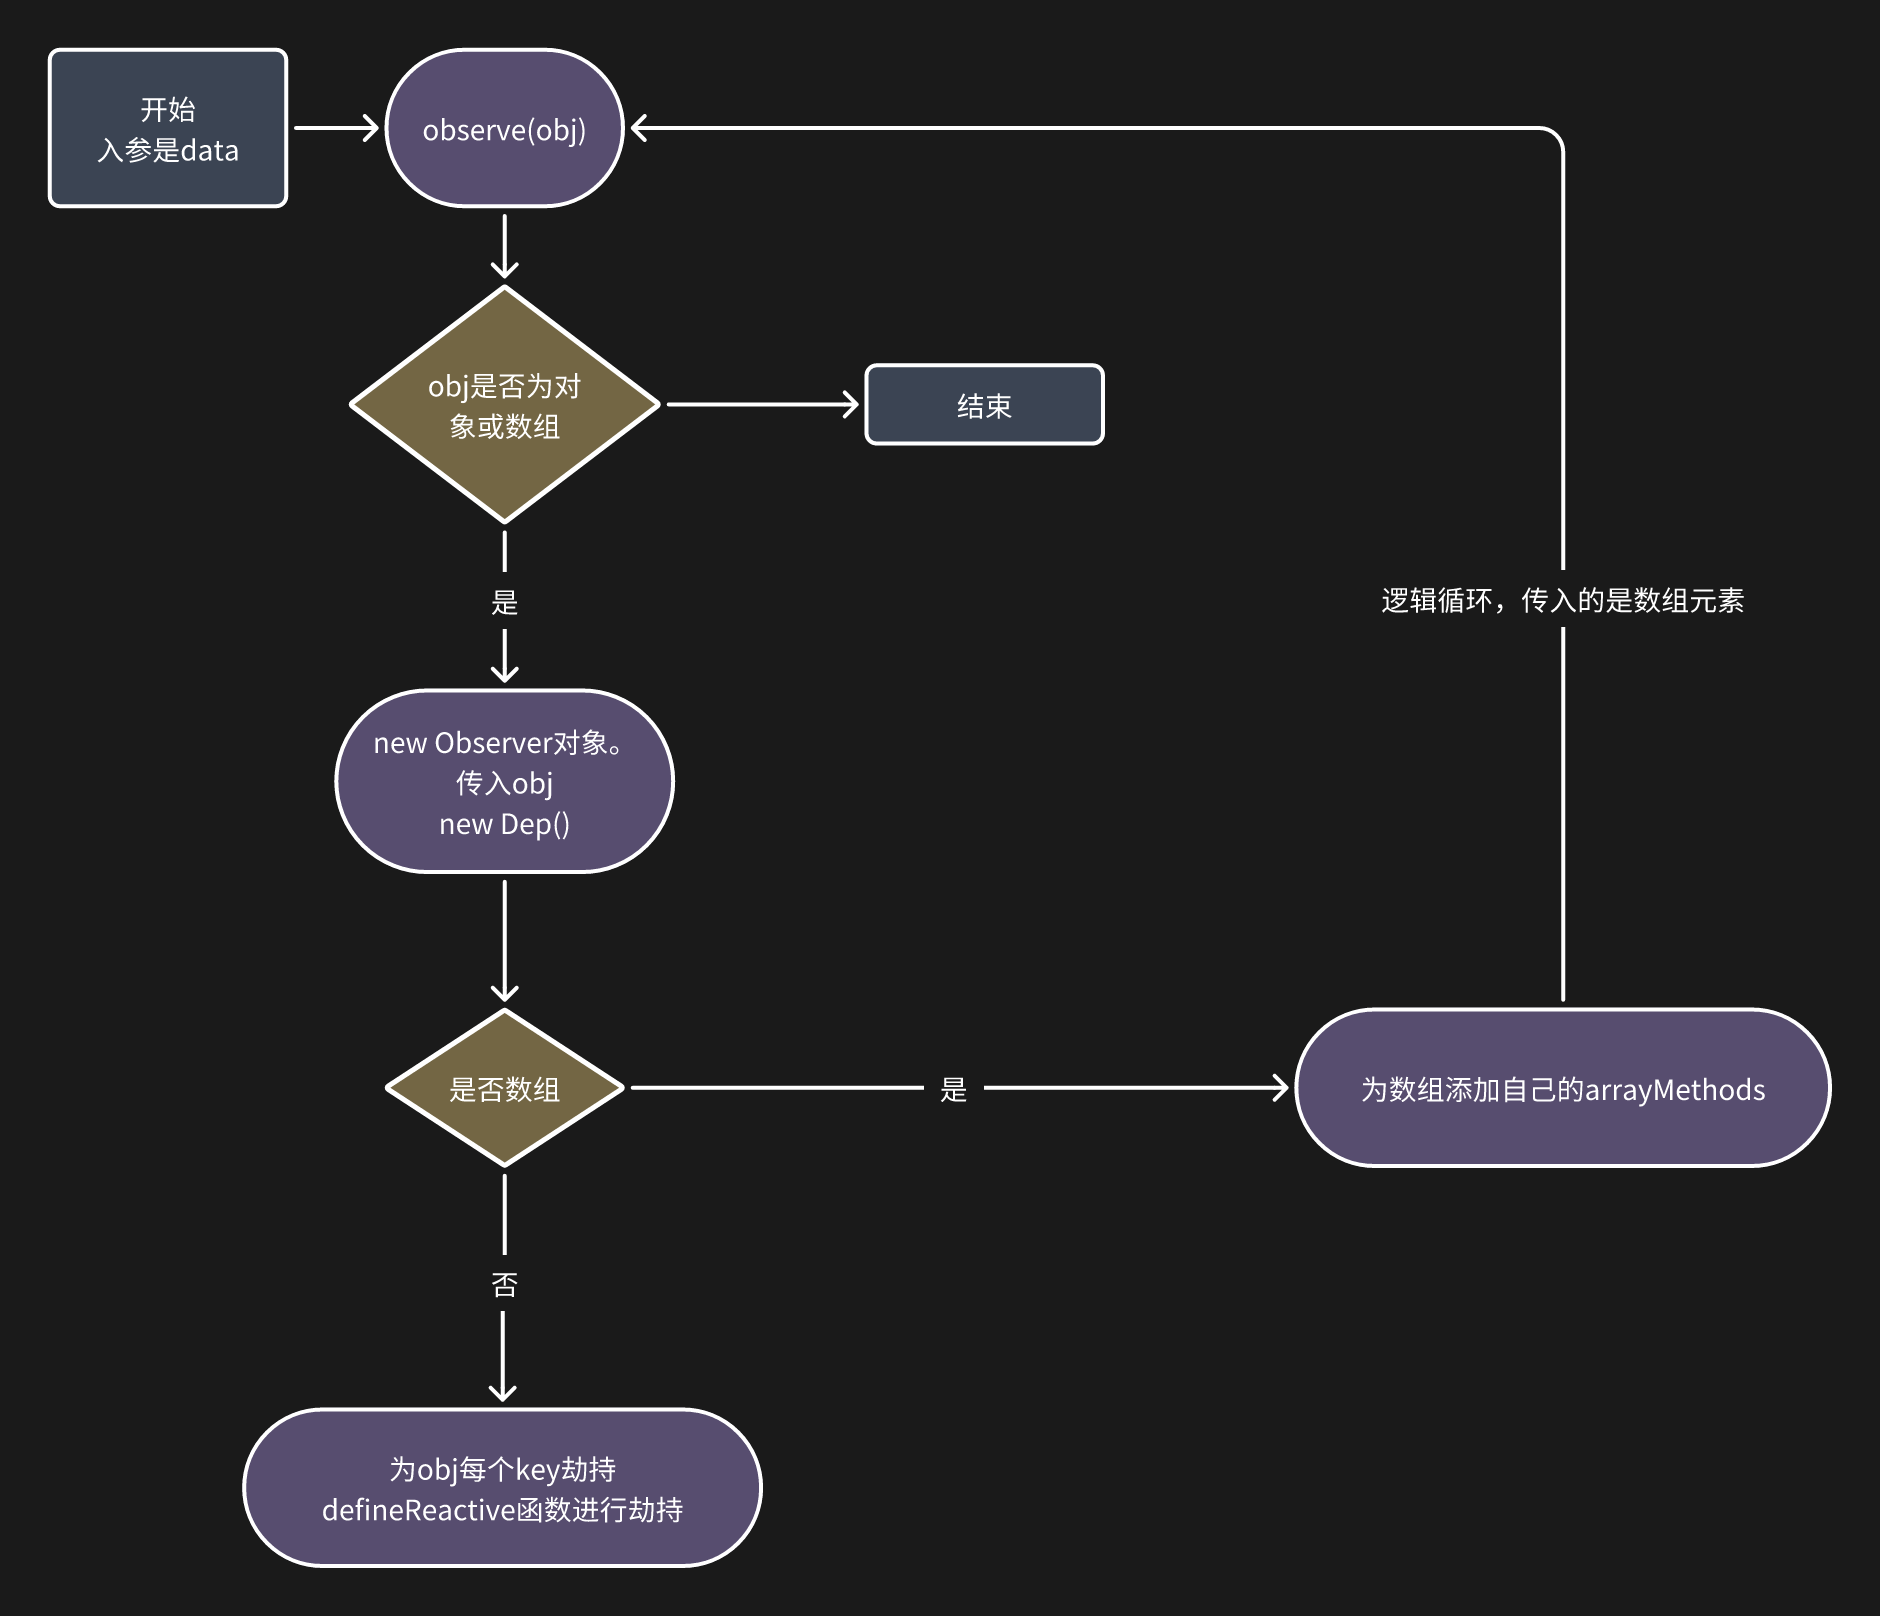 开始
入参是data
observe(obj)
obj是否为对
象或数组
结束
是
逻辑循环，传入的是数组元素
new Observer对象。
传入obj
new Dep()
是否数组
是
为数组添加自己的arrayMethods
否
为obj每个key劫持
defineReactive函数进行劫持